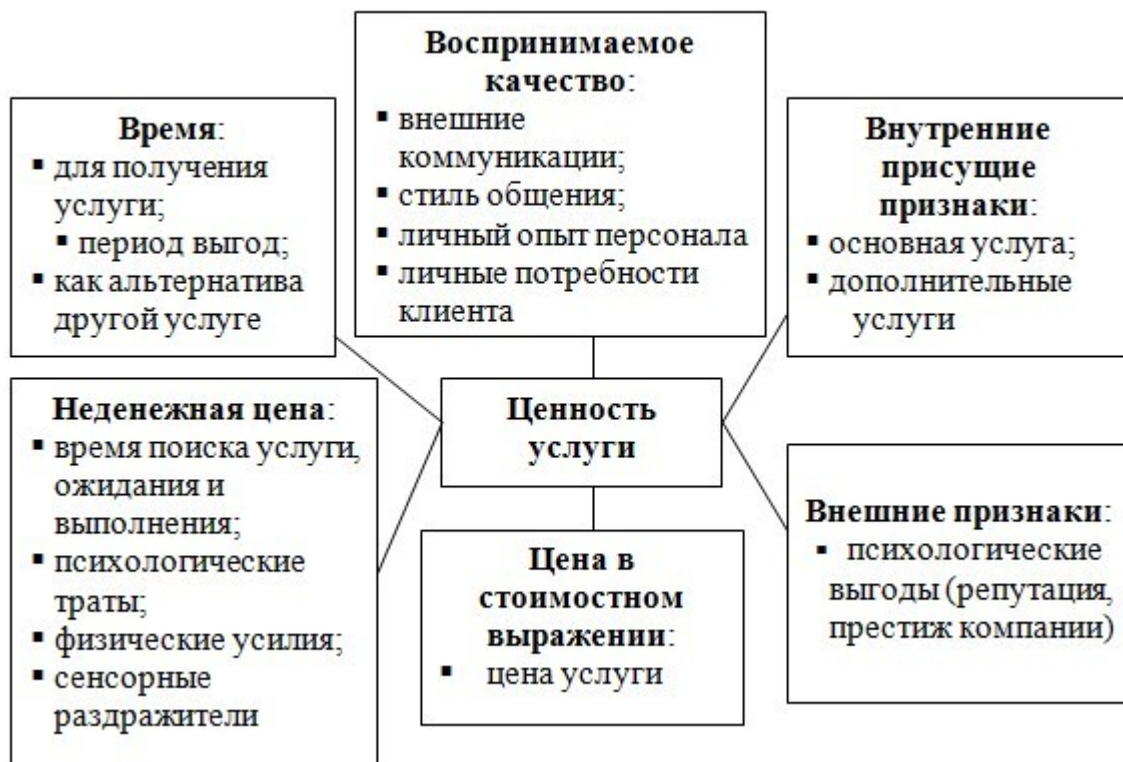 Воспринимаемое
качество:
▪ внешние
коммуникации;
▪ стиль общения;
▪ личный опыт персонала
▪ личные потребности
клиента
Время:
▪ для получения
услуги;
▪ период выгод;
▪ как альтернатива
другой услуге
Внутренние
присущие
признаки:
▪ основная услуга;
▪ дополнительные
услуги
Неденежная цена:
▪ время поиска услуги,
ожидания и
выполнения;
▪ психологические
траты;
▪ физические усилия;
▪ сенсорные
раздражители
Ценность
услуги
Цена в
стоимостном
выражении:
▪ цена услуги
Внешние признаки:
▪ психологические
выгоды (репутация,
престиж компании)